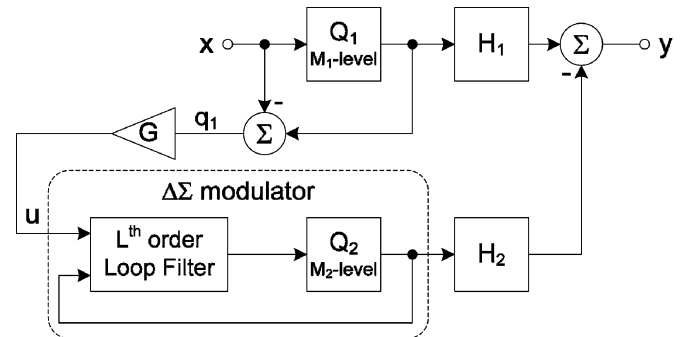 x
Q₁
M₁-level
H₁
Σ
-
y
-
G
q₁
Σ
ΔΣ modulator
u
Lᵗʰ order
Loop Filter
Q₂
M₂-level
H₂